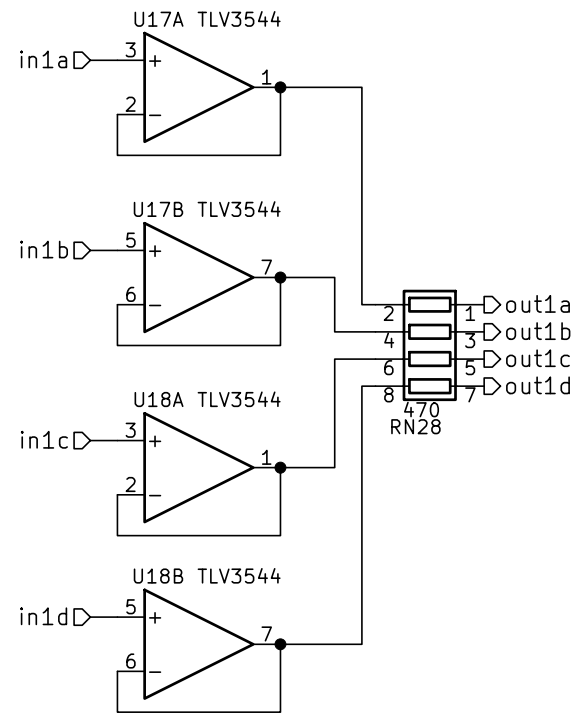 U17A TLV3544
in1a
3
+
1
2
−
U17B TLV3544
in1b
5
+
7
6
−
2
1
out1a
4
3
out1b
6
5
out1c
8
7
out1d
470
RN28
U18A TLV3544
in1c
3
+
1
2
−
U18B TLV3544
in1d
5
+
7
6
−